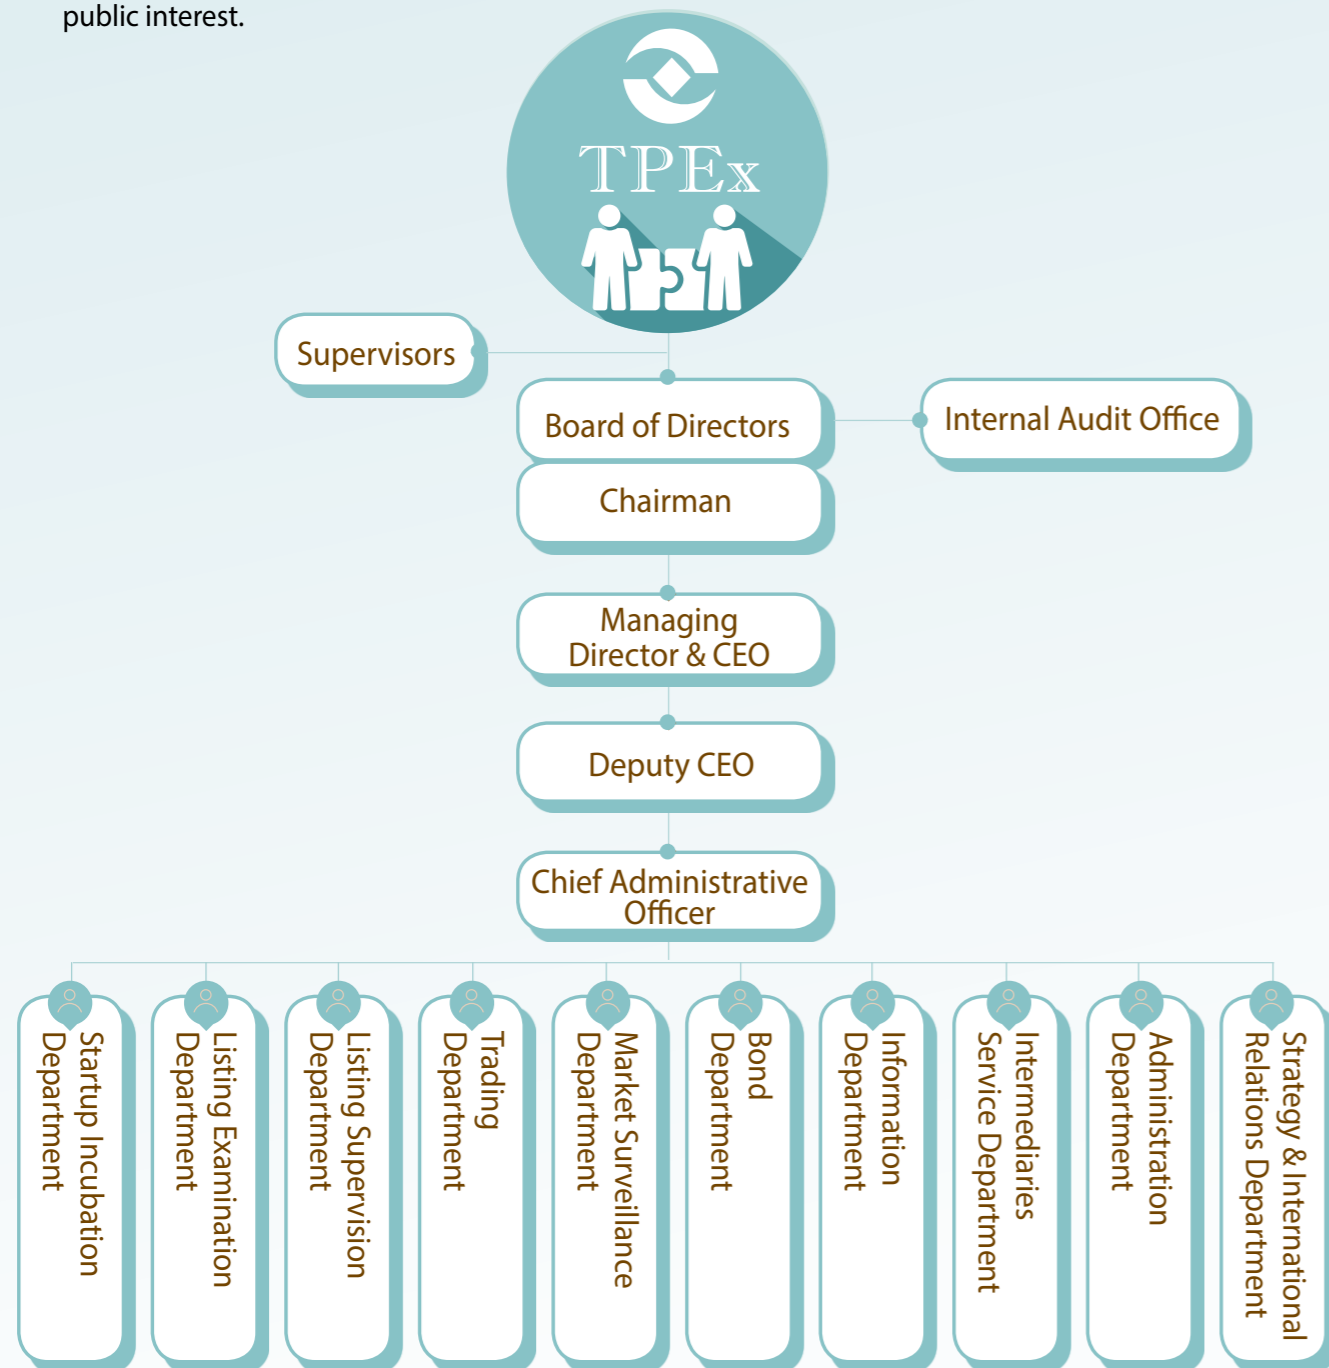 public interest.
TPEx
Supervisors
Board of Directors
Internal Audit Office
Chairman
Managing
Director & CEO
Deputy CEO
Chief Administrative
Officer
Startup Incubation
Department
Listing Examination
Department
Listing Supervision
Department
Trading
Department
Market Surveillance
Department
Bond
Department
Information
Department
Intermediaries
Service Department
Administration
Department
Strategy & International
Relations Department